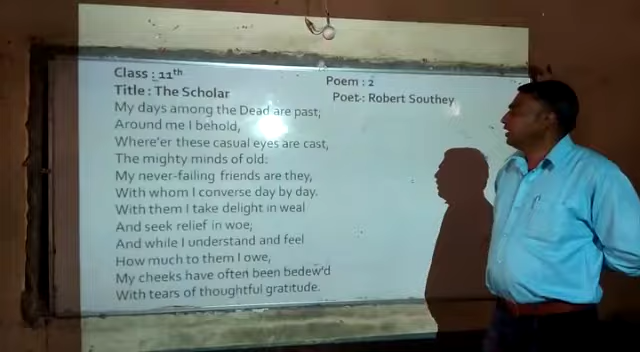 Class : 11th
Poem : 2
Title : The Scholar
Poet:- Robert Southey
My days among the Dead are past;
Around me I behold,
Where'er these casual eyes are cast,
The mighty minds of old:
My never-failing friends are they,
With whom I converse day by day.
With them I take delight in weal
And seek relief in woe;
And while I understand and feel
How much to them I owe,
My cheeks have often been bedew'd
With tears of thoughtful gratitude.